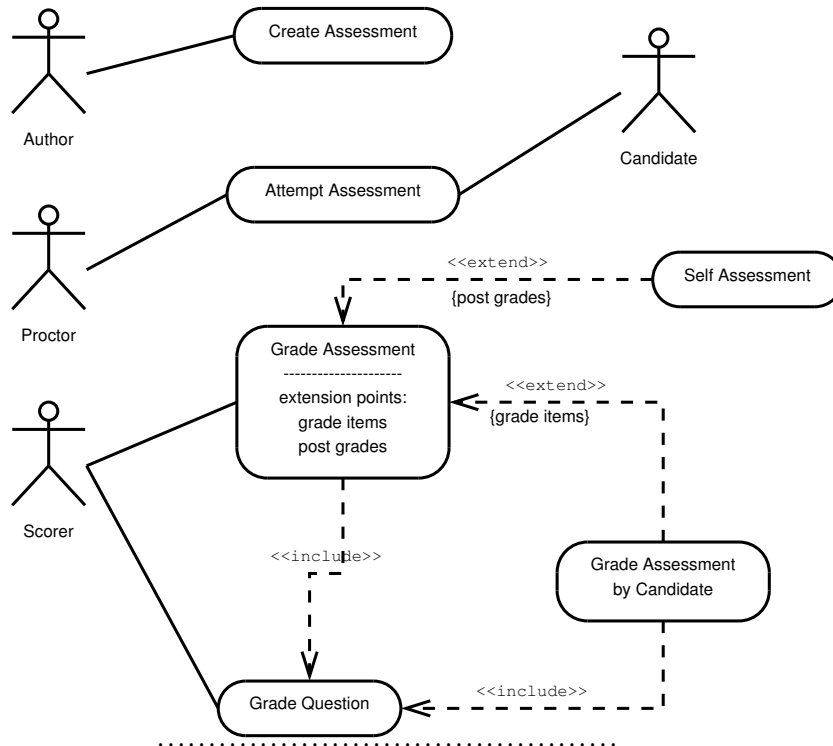 Create Assessment
Author
Candidate
Attempt Assessment
Proctor
<<extend>>
{post grades}
Self Assessment
Grade Assessment
----------------------
extension points:
grade items
post grades
<<extend>>
{grade items}
Scorer
<<include>>
Grade Assessment
by Candidate
<<include>>
Grade Question